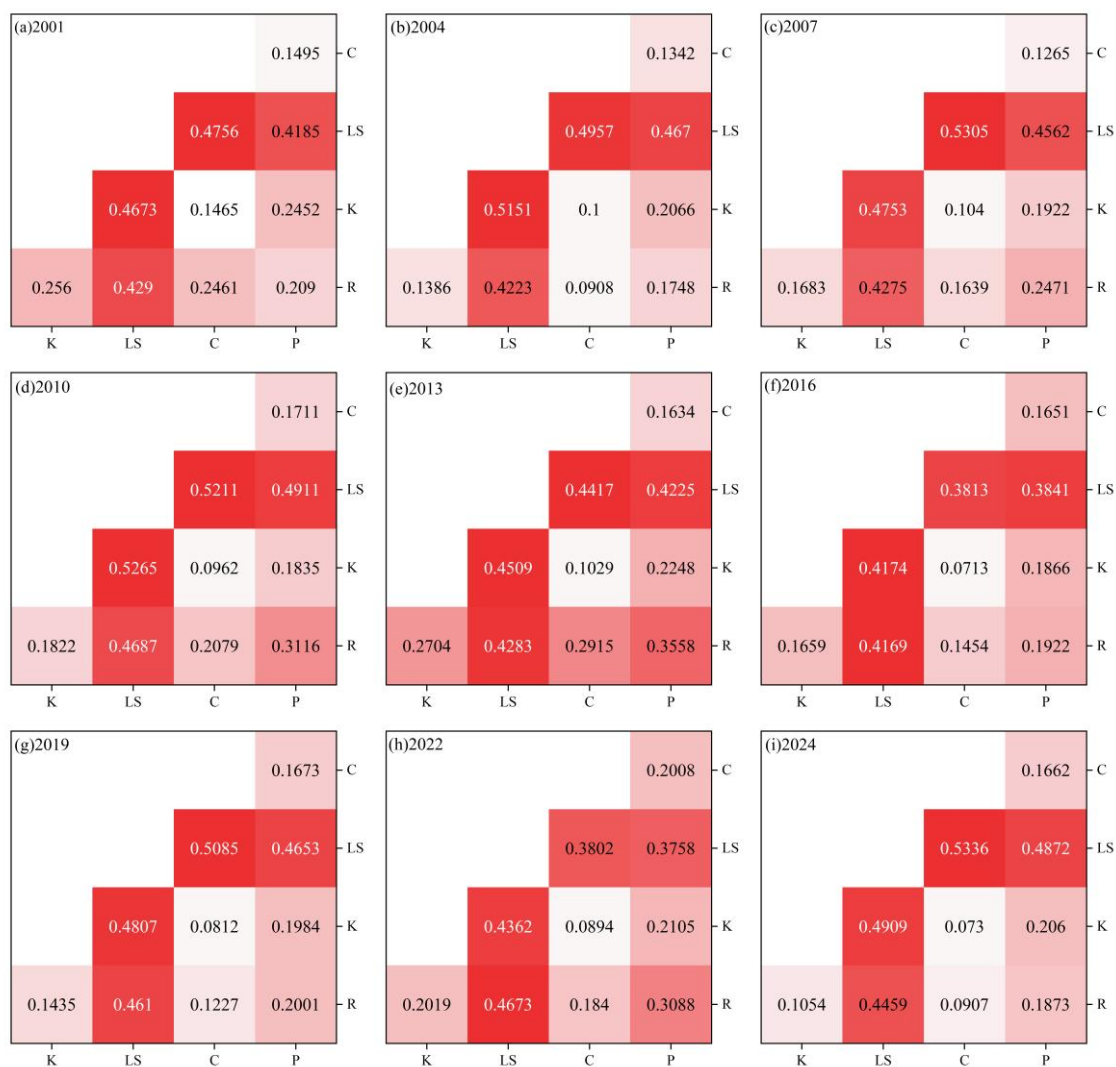 (a)2001 (b)2004 (c)2007
0.1495 C 0.1342 C 0.1265 C
0.4756 0.4185 LS 0.4957 0.467 LS 0.5305 0.4562 LS
0.4673 0.1465 0.2452 K 0.5151 0.1 0.2066 K 0.4753 0.104 0.1922 K
0.256 0.429 0.2461 0.209 R 0.1386 0.4223 0.0908 0.1748 R 0.1683 0.4275 0.1639 0.2471 R
K LS C P K LS C P K LS C P
(d)2010 (e)2013 (f)2016
0.1711 C 0.1634 C 0.1651 C
0.5211 0.4911 LS 0.4417 0.4225 LS 0.3813 0.3841 LS
0.5265 0.0962 0.1835 K 0.4509 0.1029 0.2248 K 0.4174 0.0713 0.1866 K
0.1822 0.4687 0.2079 0.3116 R 0.2704 0.4283 0.2915 0.3558 R 0.1659 0.4169 0.1454 0.1922 R
K LS C P K LS C P K LS C P
(g)2019 (h)2022 (i)2024
0.1673 C 0.2008 C 0.1662 C
0.5085 0.4653 LS 0.3802 0.3758 LS 0.5336 0.4872 LS
0.4807 0.0812 0.1984 K 0.4362 0.0894 0.2105 K 0.4909 0.073 0.206 K
0.1435 0.461 0.1227 0.2001 R 0.2019 0.4673 0.184 0.3088 R 0.1054 0.4459 0.0907 0.1873 R
K LS C P K LS C P K LS C P